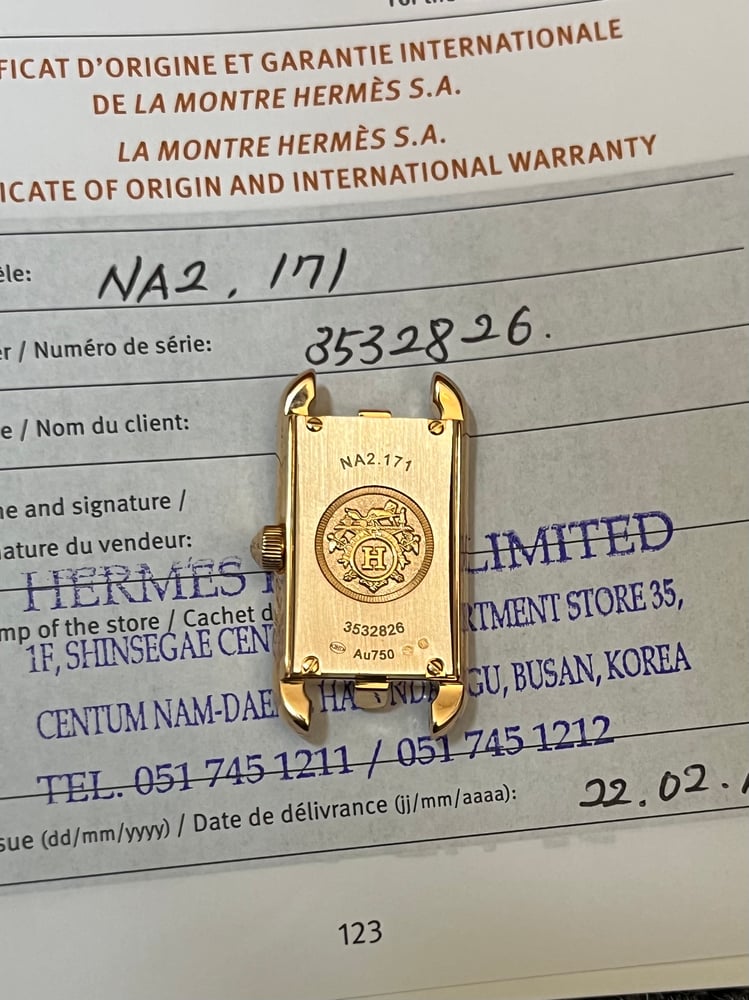 FICAT D'ORIGINE ET GARANTIE INTERNATIONALE
DE LA MONTRE HERMÈS S.A.
LA MONTRE HERMÈS S.A.
ICATE OF ORIGIN AND INTERNATIONAL WARRANTY
èle: NA2.171
er / Numéro de série: 3532826.
e / Nom du client:
NA2.171
H
3532826
Au750
ne and signature /
ature du vendeur:
HERMES LIMITED
mp of the store / Cachet d
1F, SHINSEGAE CEN RTMENT STORE 35,
CENTUM NAM-DAE HA NDE GU, BUSAN, KOREA
TEL. 051 745 1211 / 051 745 1212
sue (dd/mm/yyyy) / Date de délivrance (jj/mm/aaaa): 22.02.
123